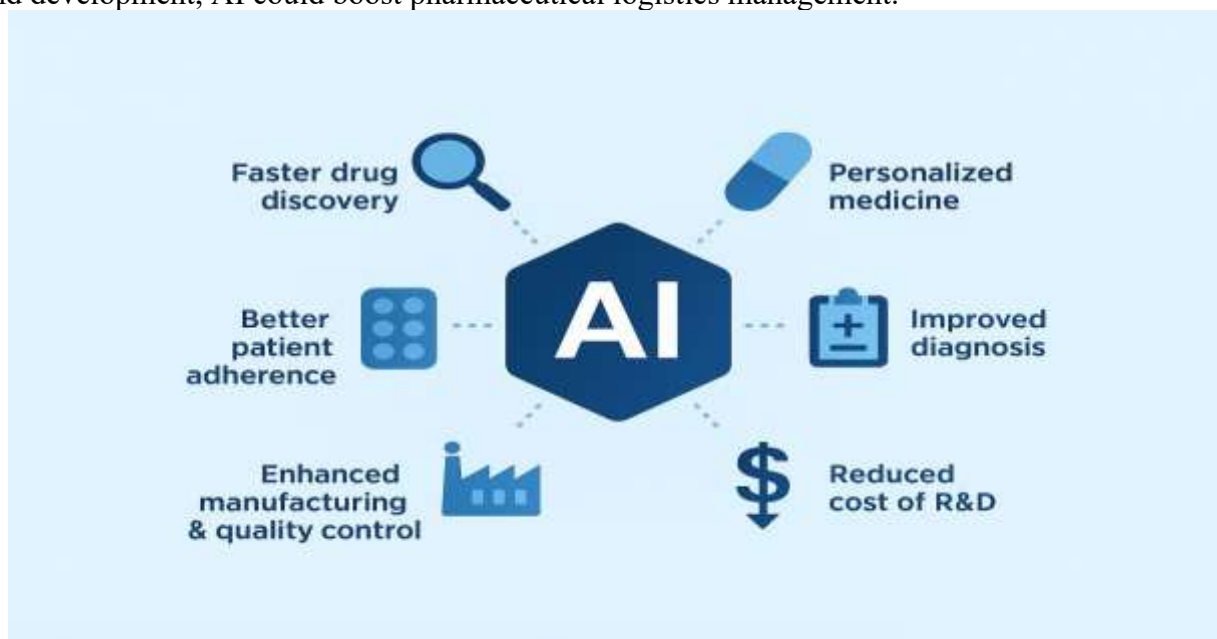 development, AI could boost pharmaceutical logistics management.
Faster drug
discovery
Personalized
medicine
AI
Better
patient
adherence
Improved
diagnosis
Enhanced
manufacturing
& quality control
$
Reduced
cost of R&D